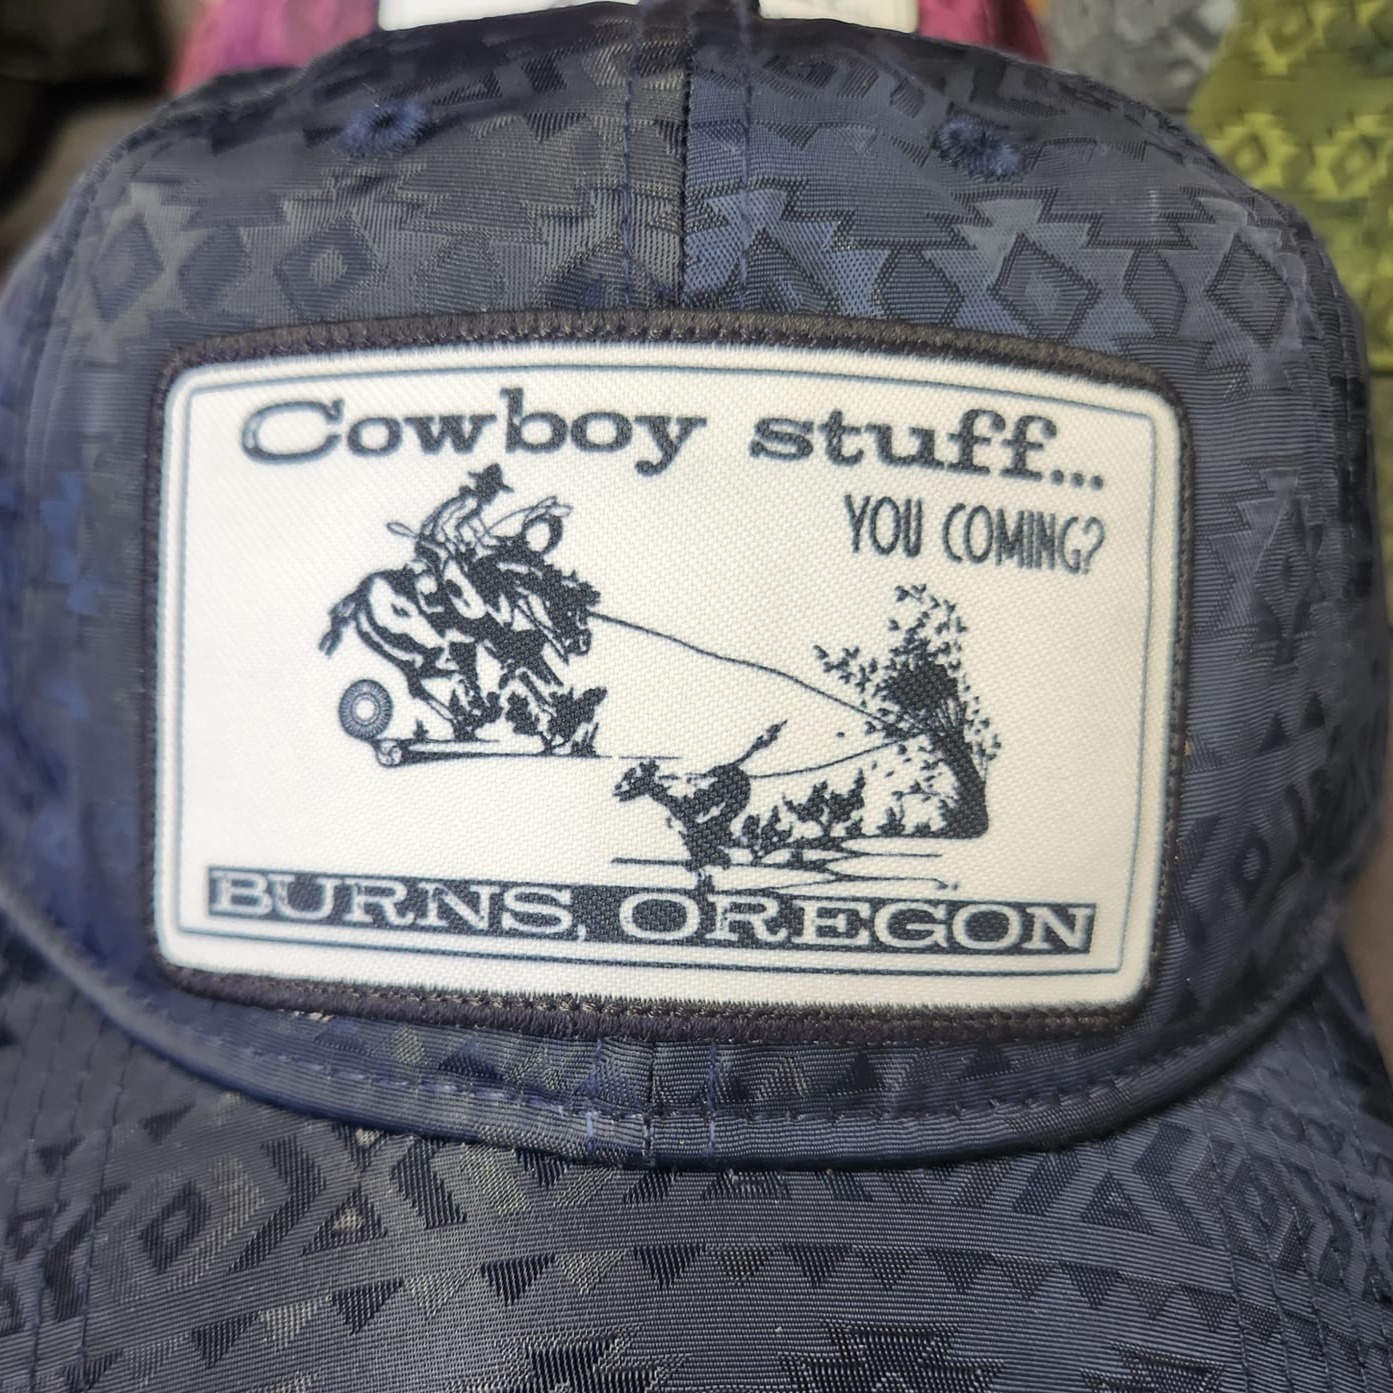 Cowboy stuff...
YOU COMING?
BURNS, OREGON